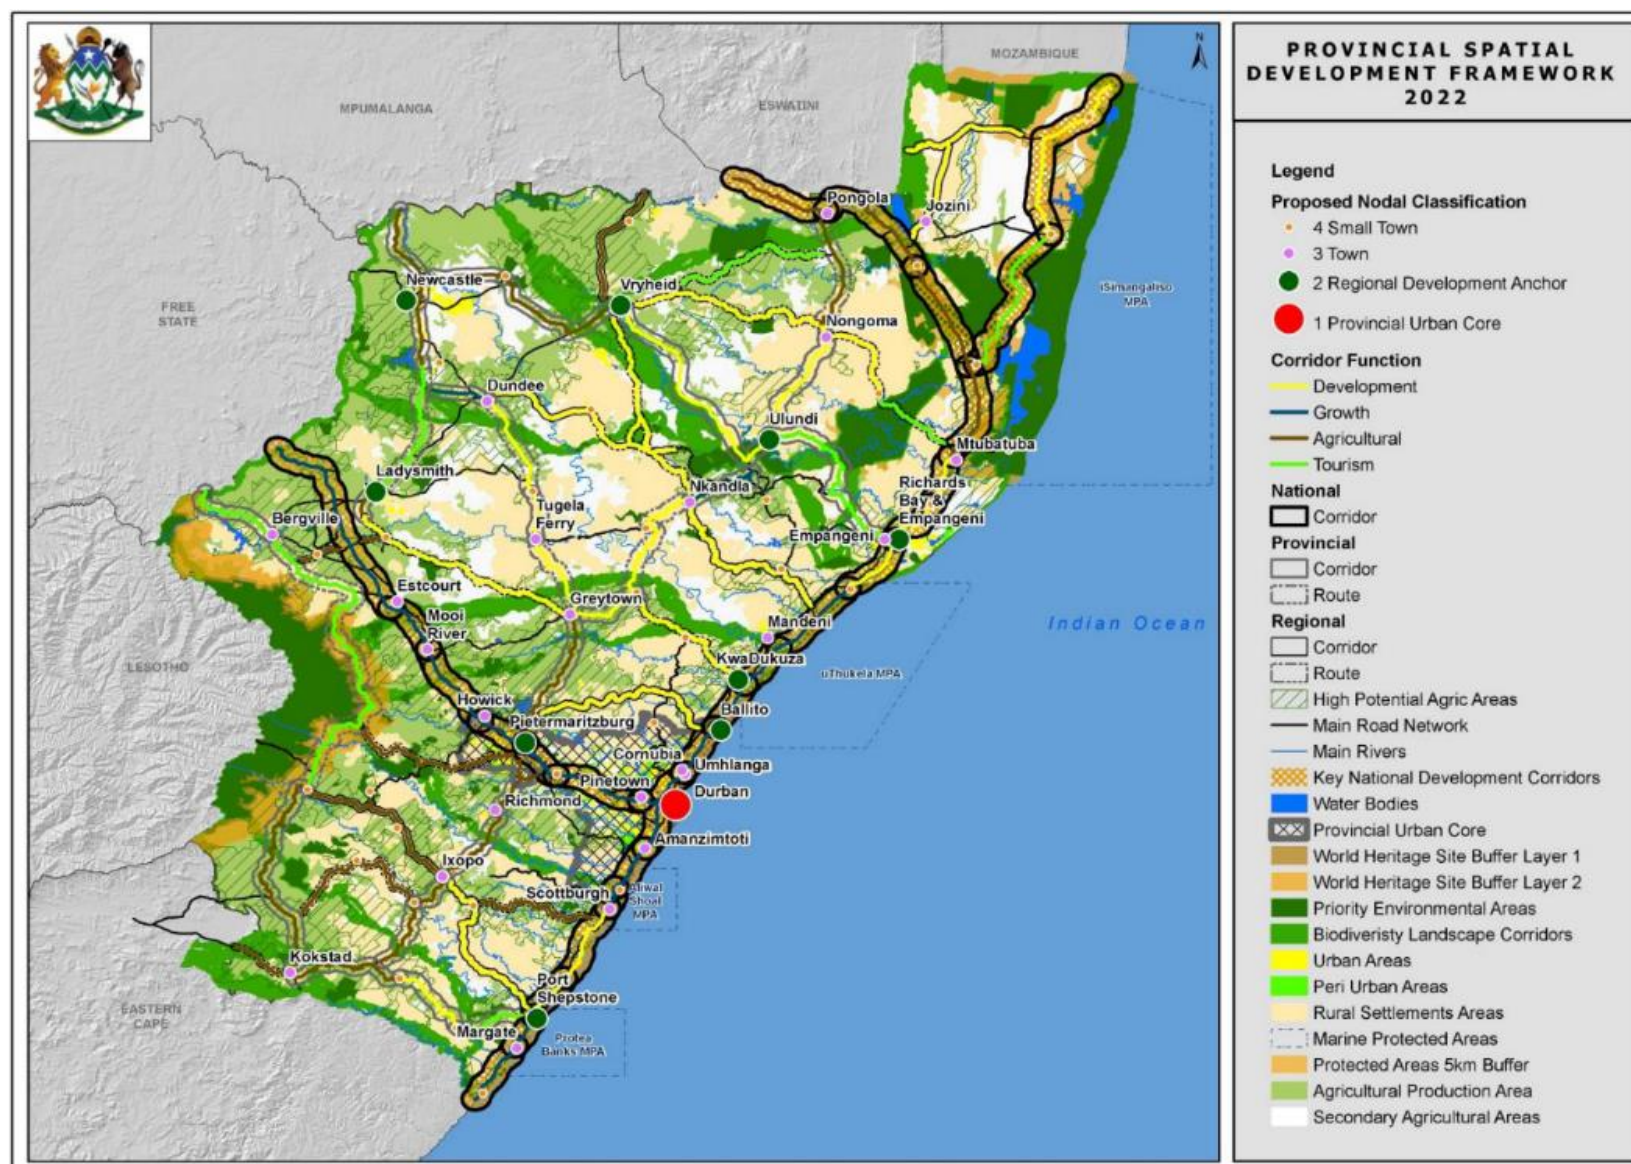 N
MOZAMBIQUE
MPUMALANGA
ESWATINI
Pongola
Jozini
Newcastle
Vryheid
iSimangaliso
MPA
FREE
STATE
Nongoma
Dundee
Ulundi
Mtubatuba
Ladysmith
Richards
Bay &
Empangeni
Nkandla
Tugela
Ferry
Bergville
Empangeni
Estcourt
Greytown
Mooi
River
Mandeni
Indian Ocean
LESOTHO
KwaDukuza
uThukela MPA
Howick
Ballito
Pietermaritzburg
Cornubia
Umhlanga
Pinetown
Durban
Richmond
Amanzimtoti
Ixopo
Scottburgh
Aliwal
Shoal
MPA
Kokstad
Port
Shepstone
EASTERN
CAPE
Margate
Protea
Banks MPA
PROVINCIAL SPATIAL
DEVELOPMENT FRAMEWORK
2022
Legend
Proposed Nodal Classification
4 Small Town
3 Town
2 Regional Development Anchor
1 Provincial Urban Core
Corridor Function
Development
Growth
Agricultural
Tourism
National
Corridor
Provincial
Corridor
Route
Regional
Corridor
Route
High Potential Agric Areas
Main Road Network
Main Rivers
Key National Development Corridors
Water Bodies
Provincial Urban Core
World Heritage Site Buffer Layer 1
World Heritage Site Buffer Layer 2
Priority Environmental Areas
Biodiveristy Landscape Corridors
Urban Areas
Peri Urban Areas
Rural Settlements Areas
Marine Protected Areas
Protected Areas 5km Buffer
Agricultural Production Area
Secondary Agricultural Areas